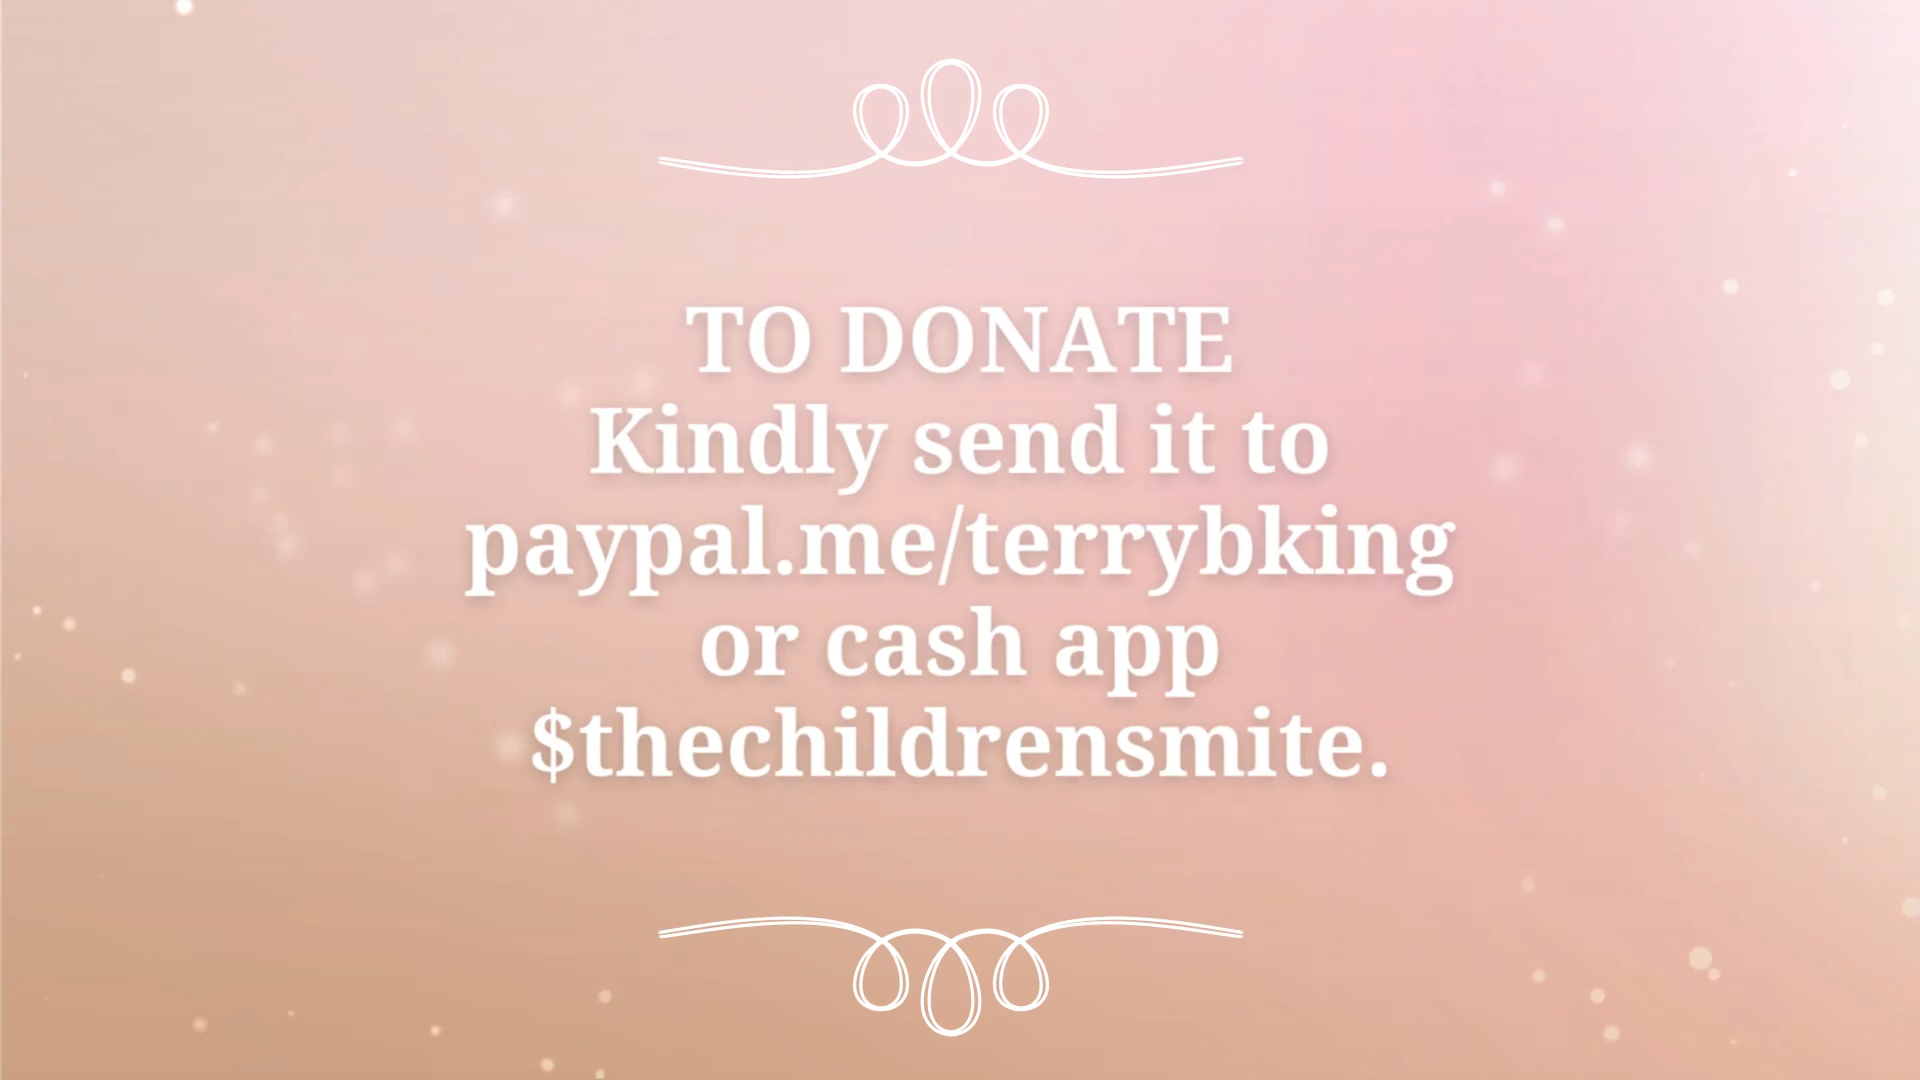 TO DONATE
Kindly send it to
paypal.me/terrybking
or cash app
$thechildrensmite.